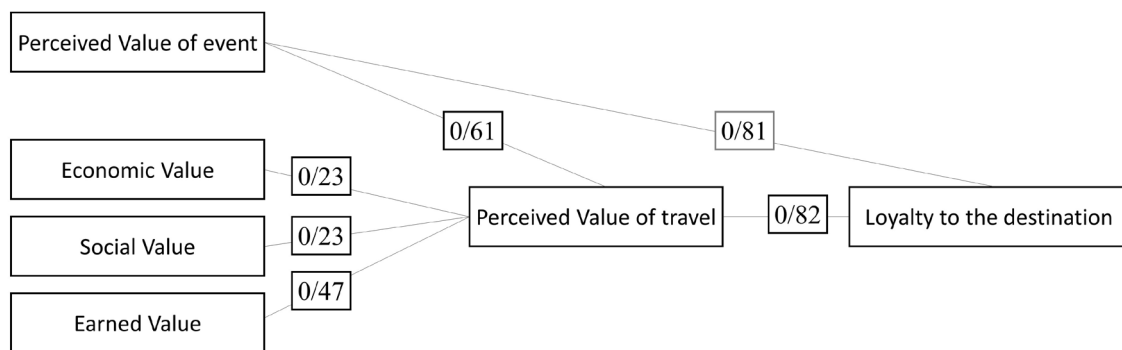 Perceived Value of event
0/61
0/81
Economic Value
0/23
Perceived Value of travel
0/82
Loyalty to the destination
Social Value
0/23
Earned Value
0/47